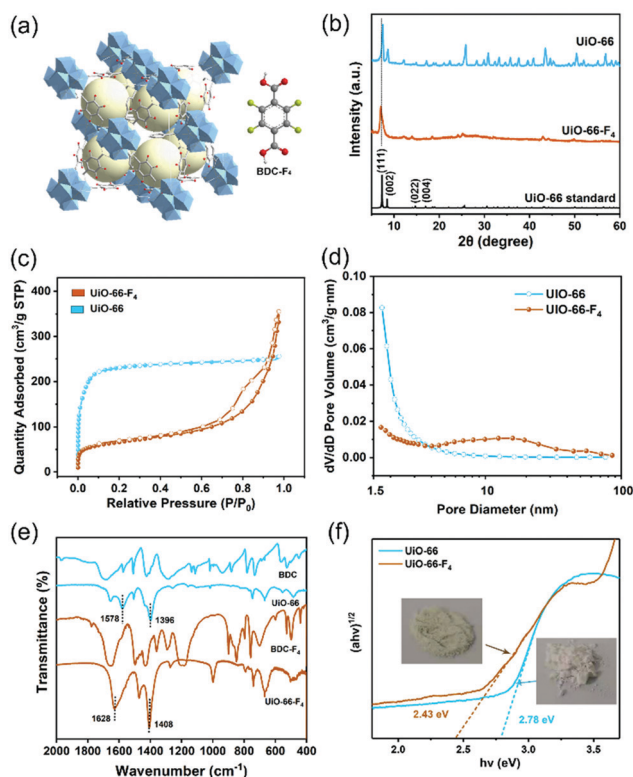 (a)
BDC-F₄
(b)
Intensity (a.u.)
UiO-66
UiO-66-F₄
(111)
(002)
(022)
(004)
UiO-66 standard
10 20 30 40 50 60
2θ (degree)
(c)
Quantity Adsorbed (cm³/g STP)
400
300
200
100
0
UiO-66-F₄
UiO-66
0.0 0.2 0.4 0.6 0.8 1.0
Relative Pressure (P/P₀)
(d)
dV/dD Pore Volume (cm³/g·nm)
0.10
0.08
0.06
0.04
0.02
0.00
UIO-66
UIO-66-F₄
1.5 10 100
Pore Diameter (nm)
(e)
Transmittance (%)
BDC
UiO-66
1578 1396
BDC-F₄
UiO-66-F₄
1628 1408
2000 1800 1600 1400 1200 1000 800 600 400
Wavenumber (cm⁻¹)
(f)
(ahv)¹/²
UiO-66
UiO-66-F₄
2.43 eV
2.78 eV
2.0 2.5 3.0 3.5
hv (eV)